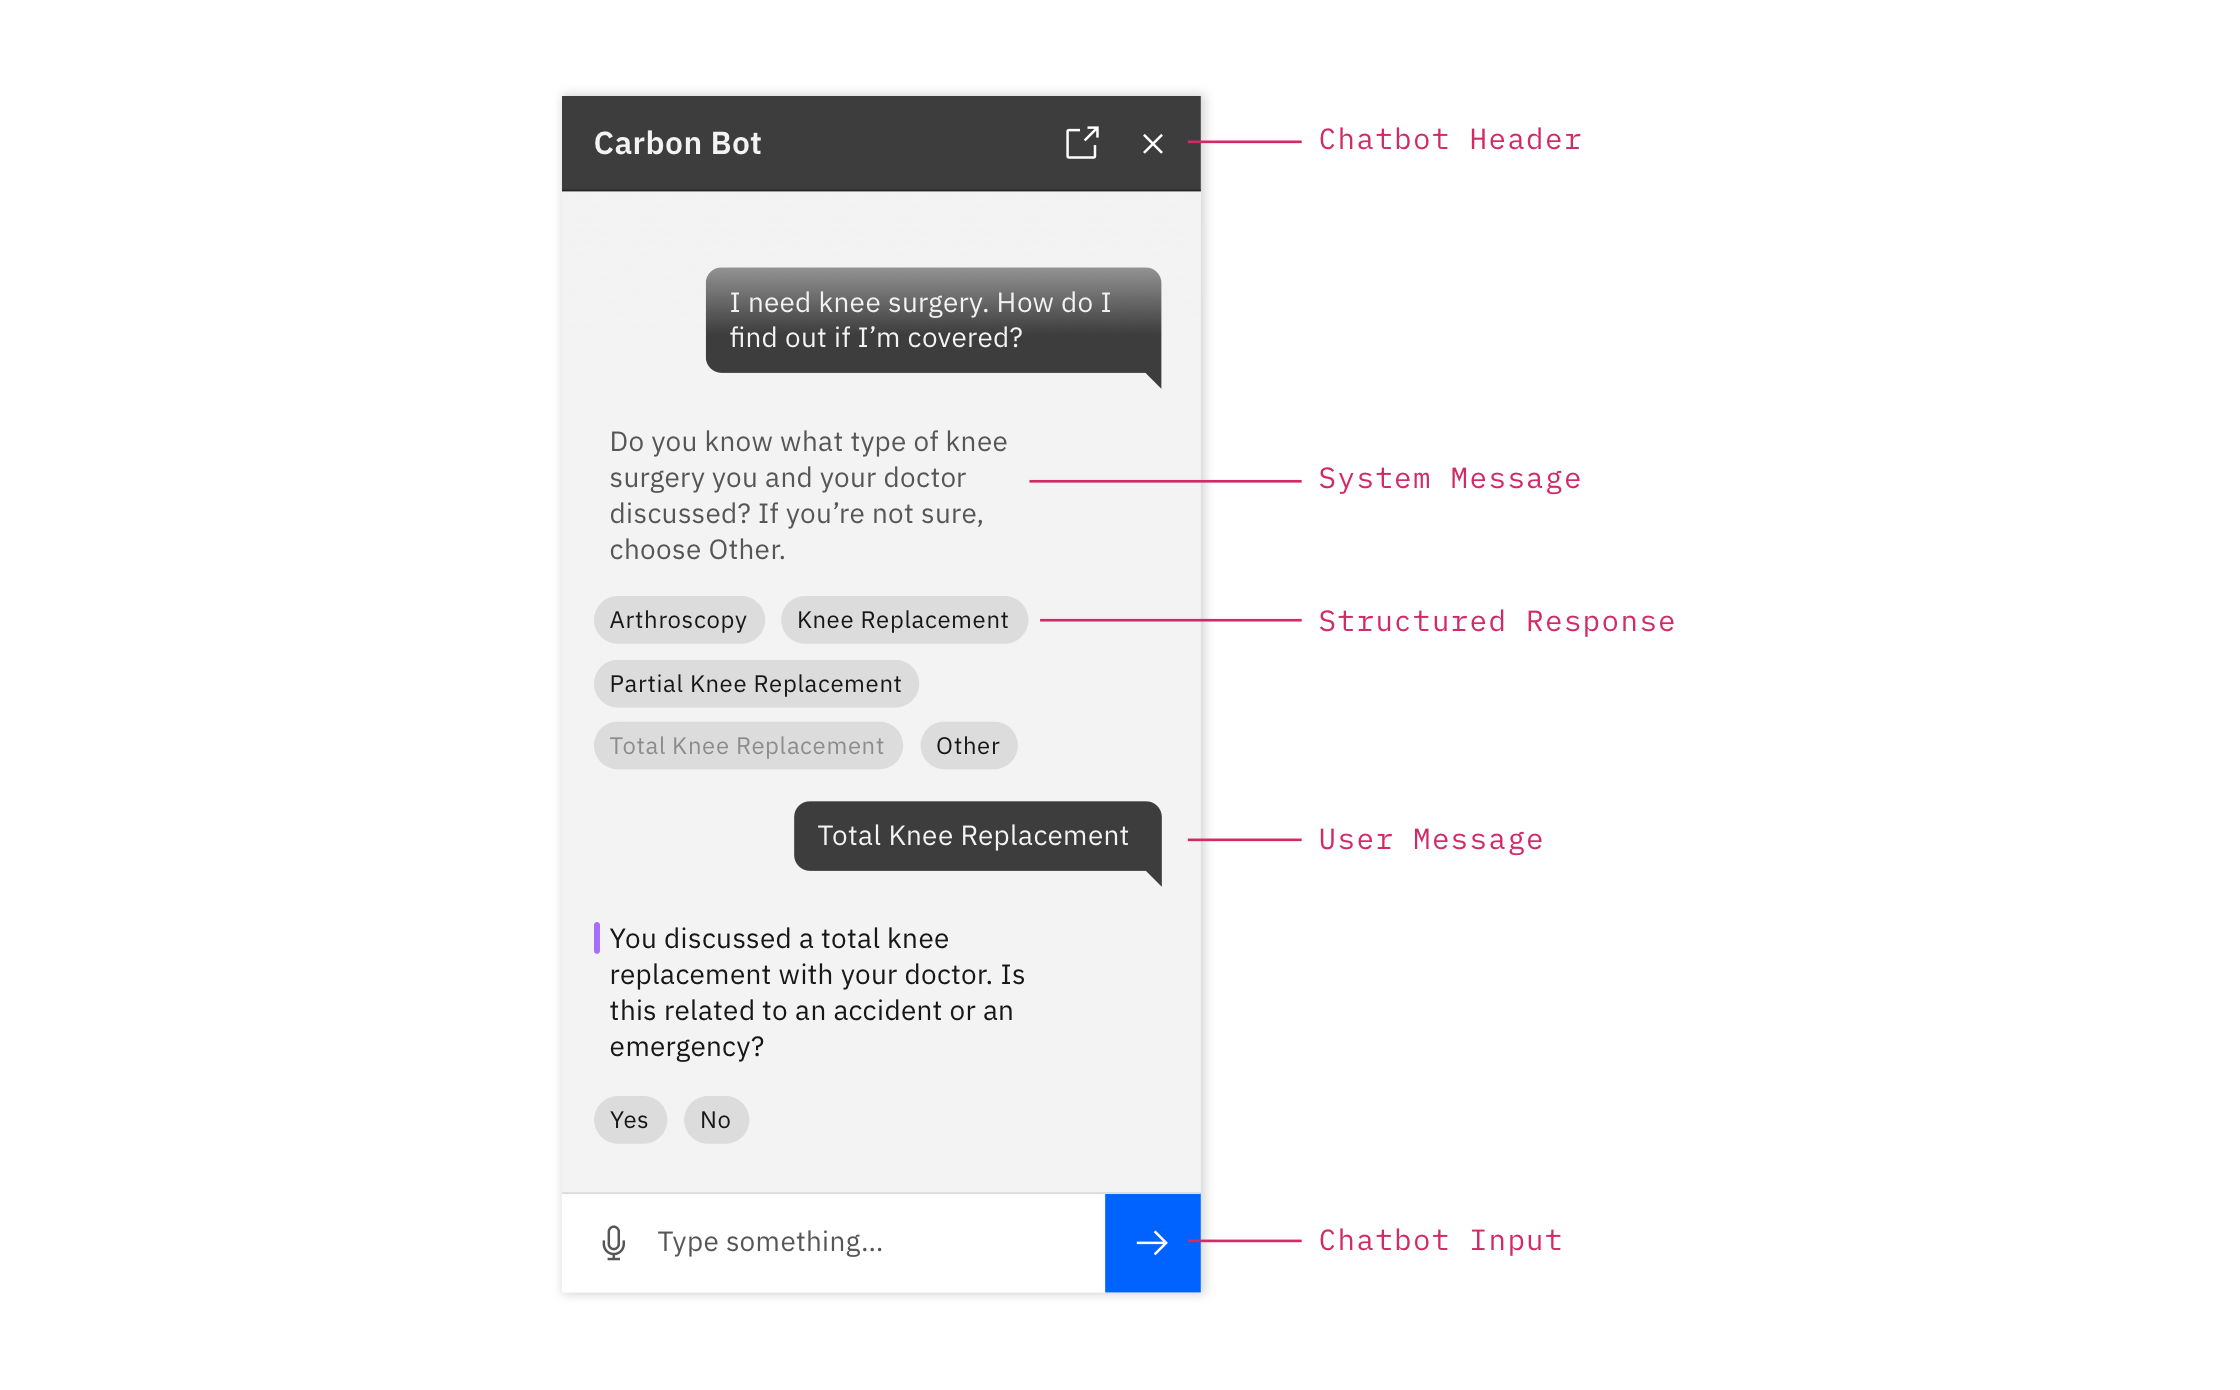 Carbon Bot
Chatbot Header
I need knee surgery. How do I
find out if I’m covered?
Do you know what type of knee
surgery you and your doctor
discussed? If you’re not sure,
choose Other.
System Message
Arthroscopy
Knee Replacement
Structured Response
Partial Knee Replacement
Total Knee Replacement
Other
Total Knee Replacement
User Message
You discussed a total knee
replacement with your doctor. Is
this related to an accident or an
emergency?
Yes
No
Type something...
Chatbot Input